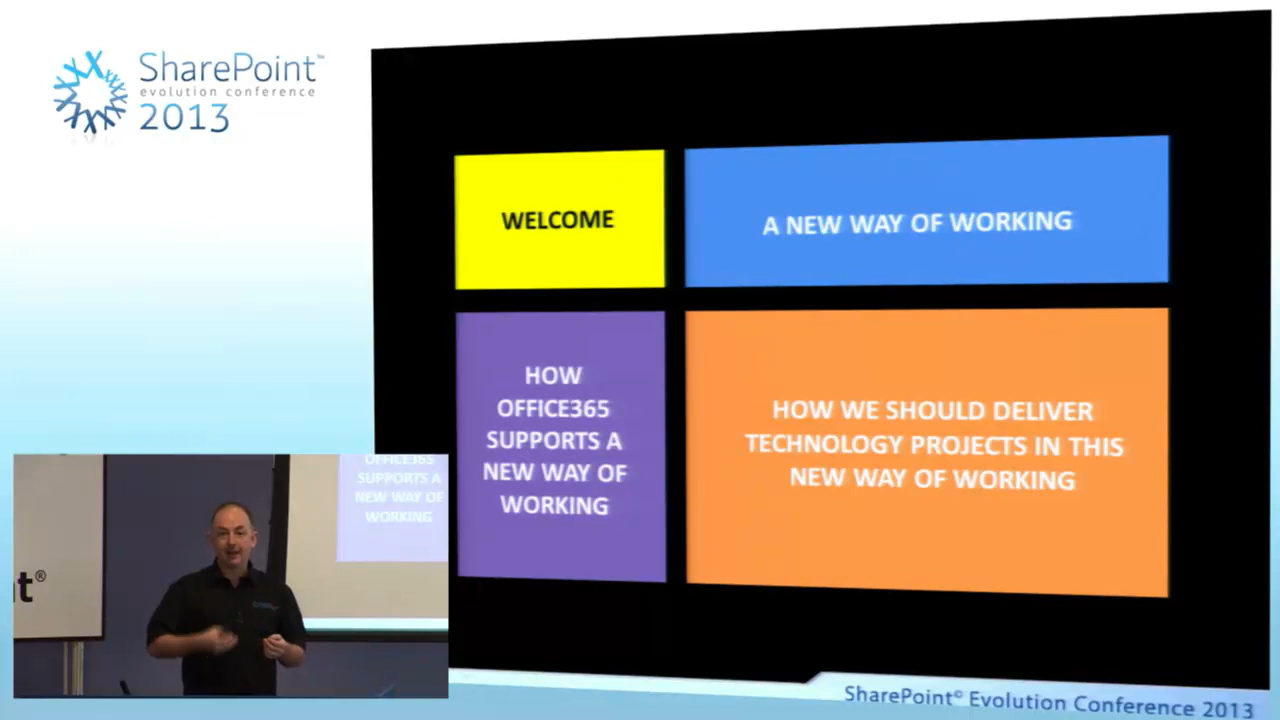 SharePoint™
evolution conference
2013
WELCOME
A NEW WAY OF WORKING
HOW
OFFICE365
SUPPORTS A
NEW WAY OF
WORKING
HOW WE SHOULD DELIVER
TECHNOLOGY PROJECTS IN THIS
NEW WAY OF WORKING
OFFICE365
SUPPORTS A
NEW WAY OF
WORKING
t®
SharePoint© Evolution Conference 2013